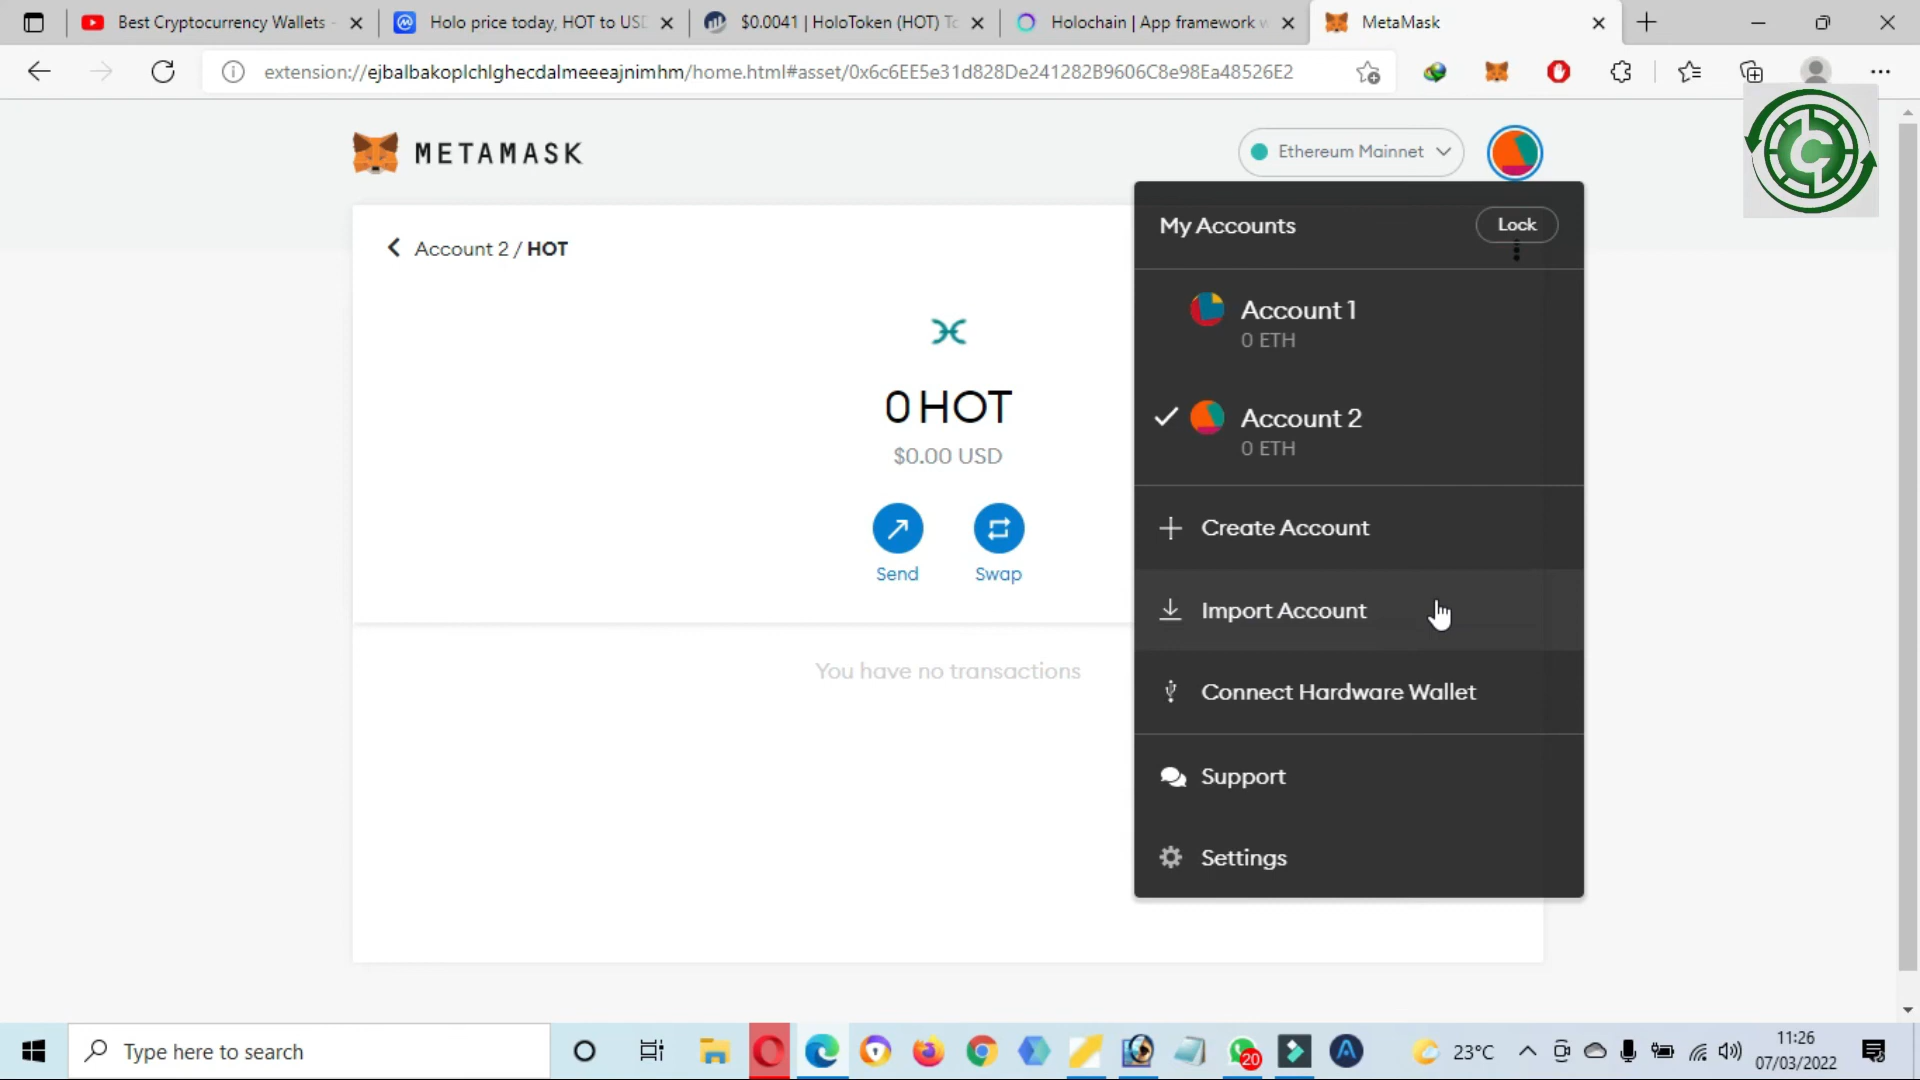 Best Cryptocurrency Wallets -
Holo price today, HOT to USD
$0.0041 | HoloToken (HOT) To
Holochain | App framework w
MetaMask
extension://ejbalbakoplchlghecdalmeeeajnimhm/home.html#asset/0x6c6EE5e31d828De241282B9606C8e98Ea48526E2
METAMASK
Ethereum Mainnet
Account 2 / HOT
0 HOT
$0.00 USD
Send
Swap
You have no transactions
My Accounts
Lock
Account 1
0 ETH
Account 2
0 ETH
Create Account
Import Account
Connect Hardware Wallet
Support
Settings
Type here to search
20
23°C
11:26
07/03/2022